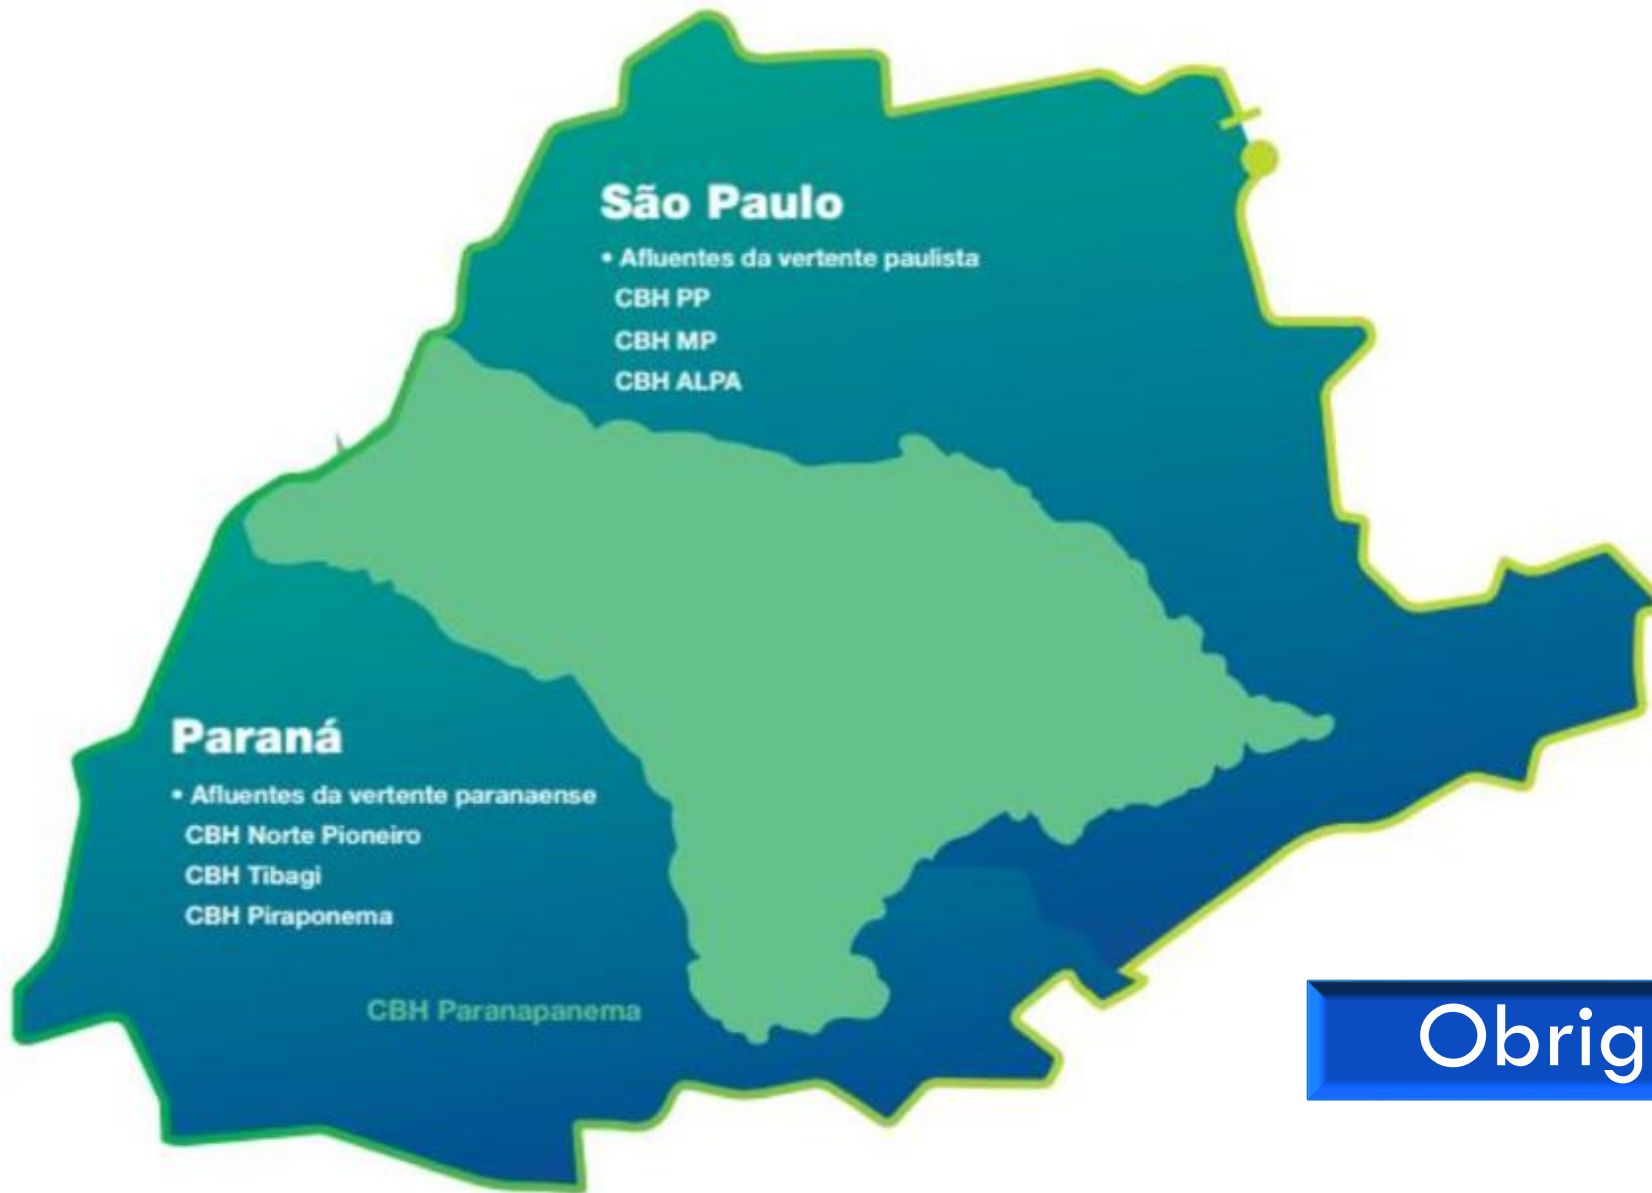 São Paulo
• Afluentes da vertente paulista
CBH PP
CBH MP
CBH ALPA
Paraná
• Afluentes da vertente paranaense
CBH Norte Pioneiro
CBH Tibagi
CBH Piraponema
CBH Paranapanema
Obrig